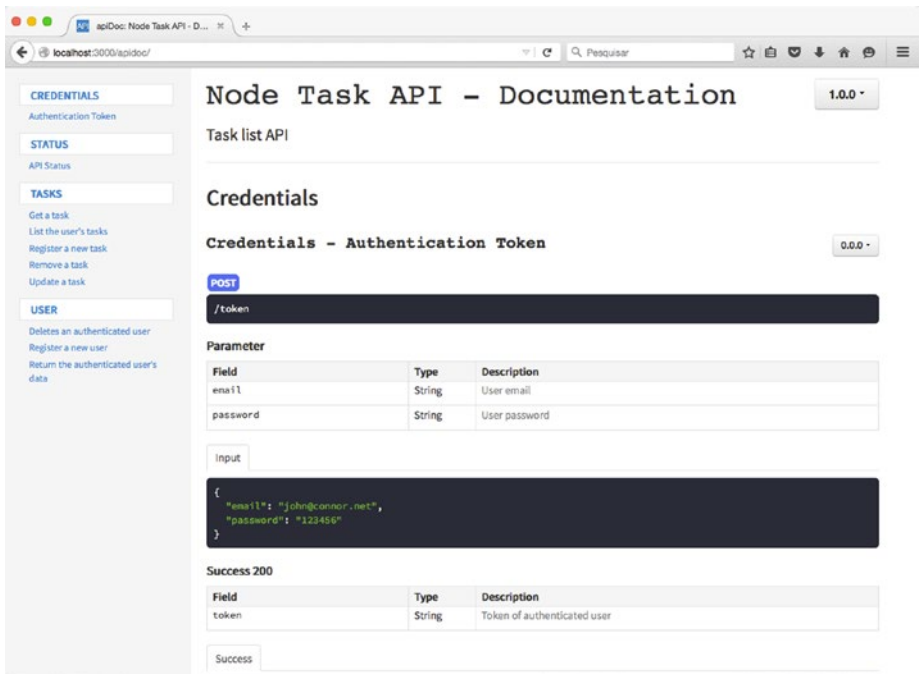 apiDoc: Node Task API - D...
localhost:3000/apidoc/
Pesquisar
CREDENTIALS
Authentication Token
STATUS
API Status
TASKS
Get a task
List the user's tasks
Register a new task
Remove a task
Update a task
USER
Deletes an authenticated user
Register a new user
Return the authenticated user's
data
Node Task API - Documentation
1.0.0
Task list API
Credentials
Credentials - Authentication Token
0.0.0
POST
/token
Parameter
Field Type Description
email String User email
password String User password
Input
{
"email": "john@connor.net",
"password": "123456"
}
Success 200
Field Type Description
token String Token of authenticated user
Success